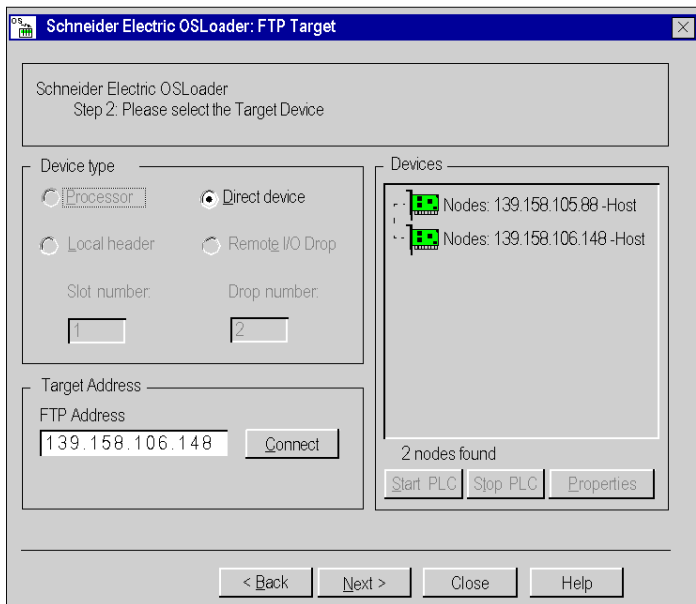 OS
Schneider Electric OSLoader: FTP Target
Schneider Electric OSLoader
Step 2: Please select the Target Device
Device type
Processor
Direct device
Local header
Remote I/O Drop
Slot number:
Drop number:
1
2
Target Address
FTP Address
139.158.106.148
Connect
Devices
Nodes: 139.158.105.88 -Host
Nodes: 139.158.106.148 -Host
2 nodes found
Start PLC
Stop PLC
Properties
< Back
Next >
Close
Help